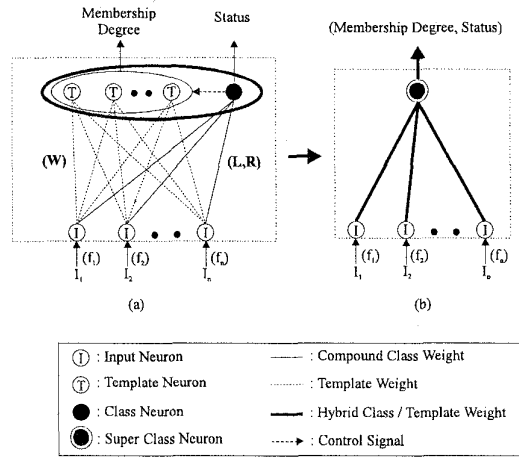 Membership Degree
Status
(Membership Degree, Status)
T T T
(W)
(L,R)
I I I
I I I
(f₁) (f₂) (fₙ)
(f₁) (f₂) (fₙ)
I₁ I₂ Iₙ
I₁ I₂ Iₙ
(a)
(b)
I : Input Neuron
T : Template Neuron
: Class Neuron
: Super Class Neuron
: Compound Class Weight
: Template Weight
: Hybrid Class / Template Weight
: Control Signal